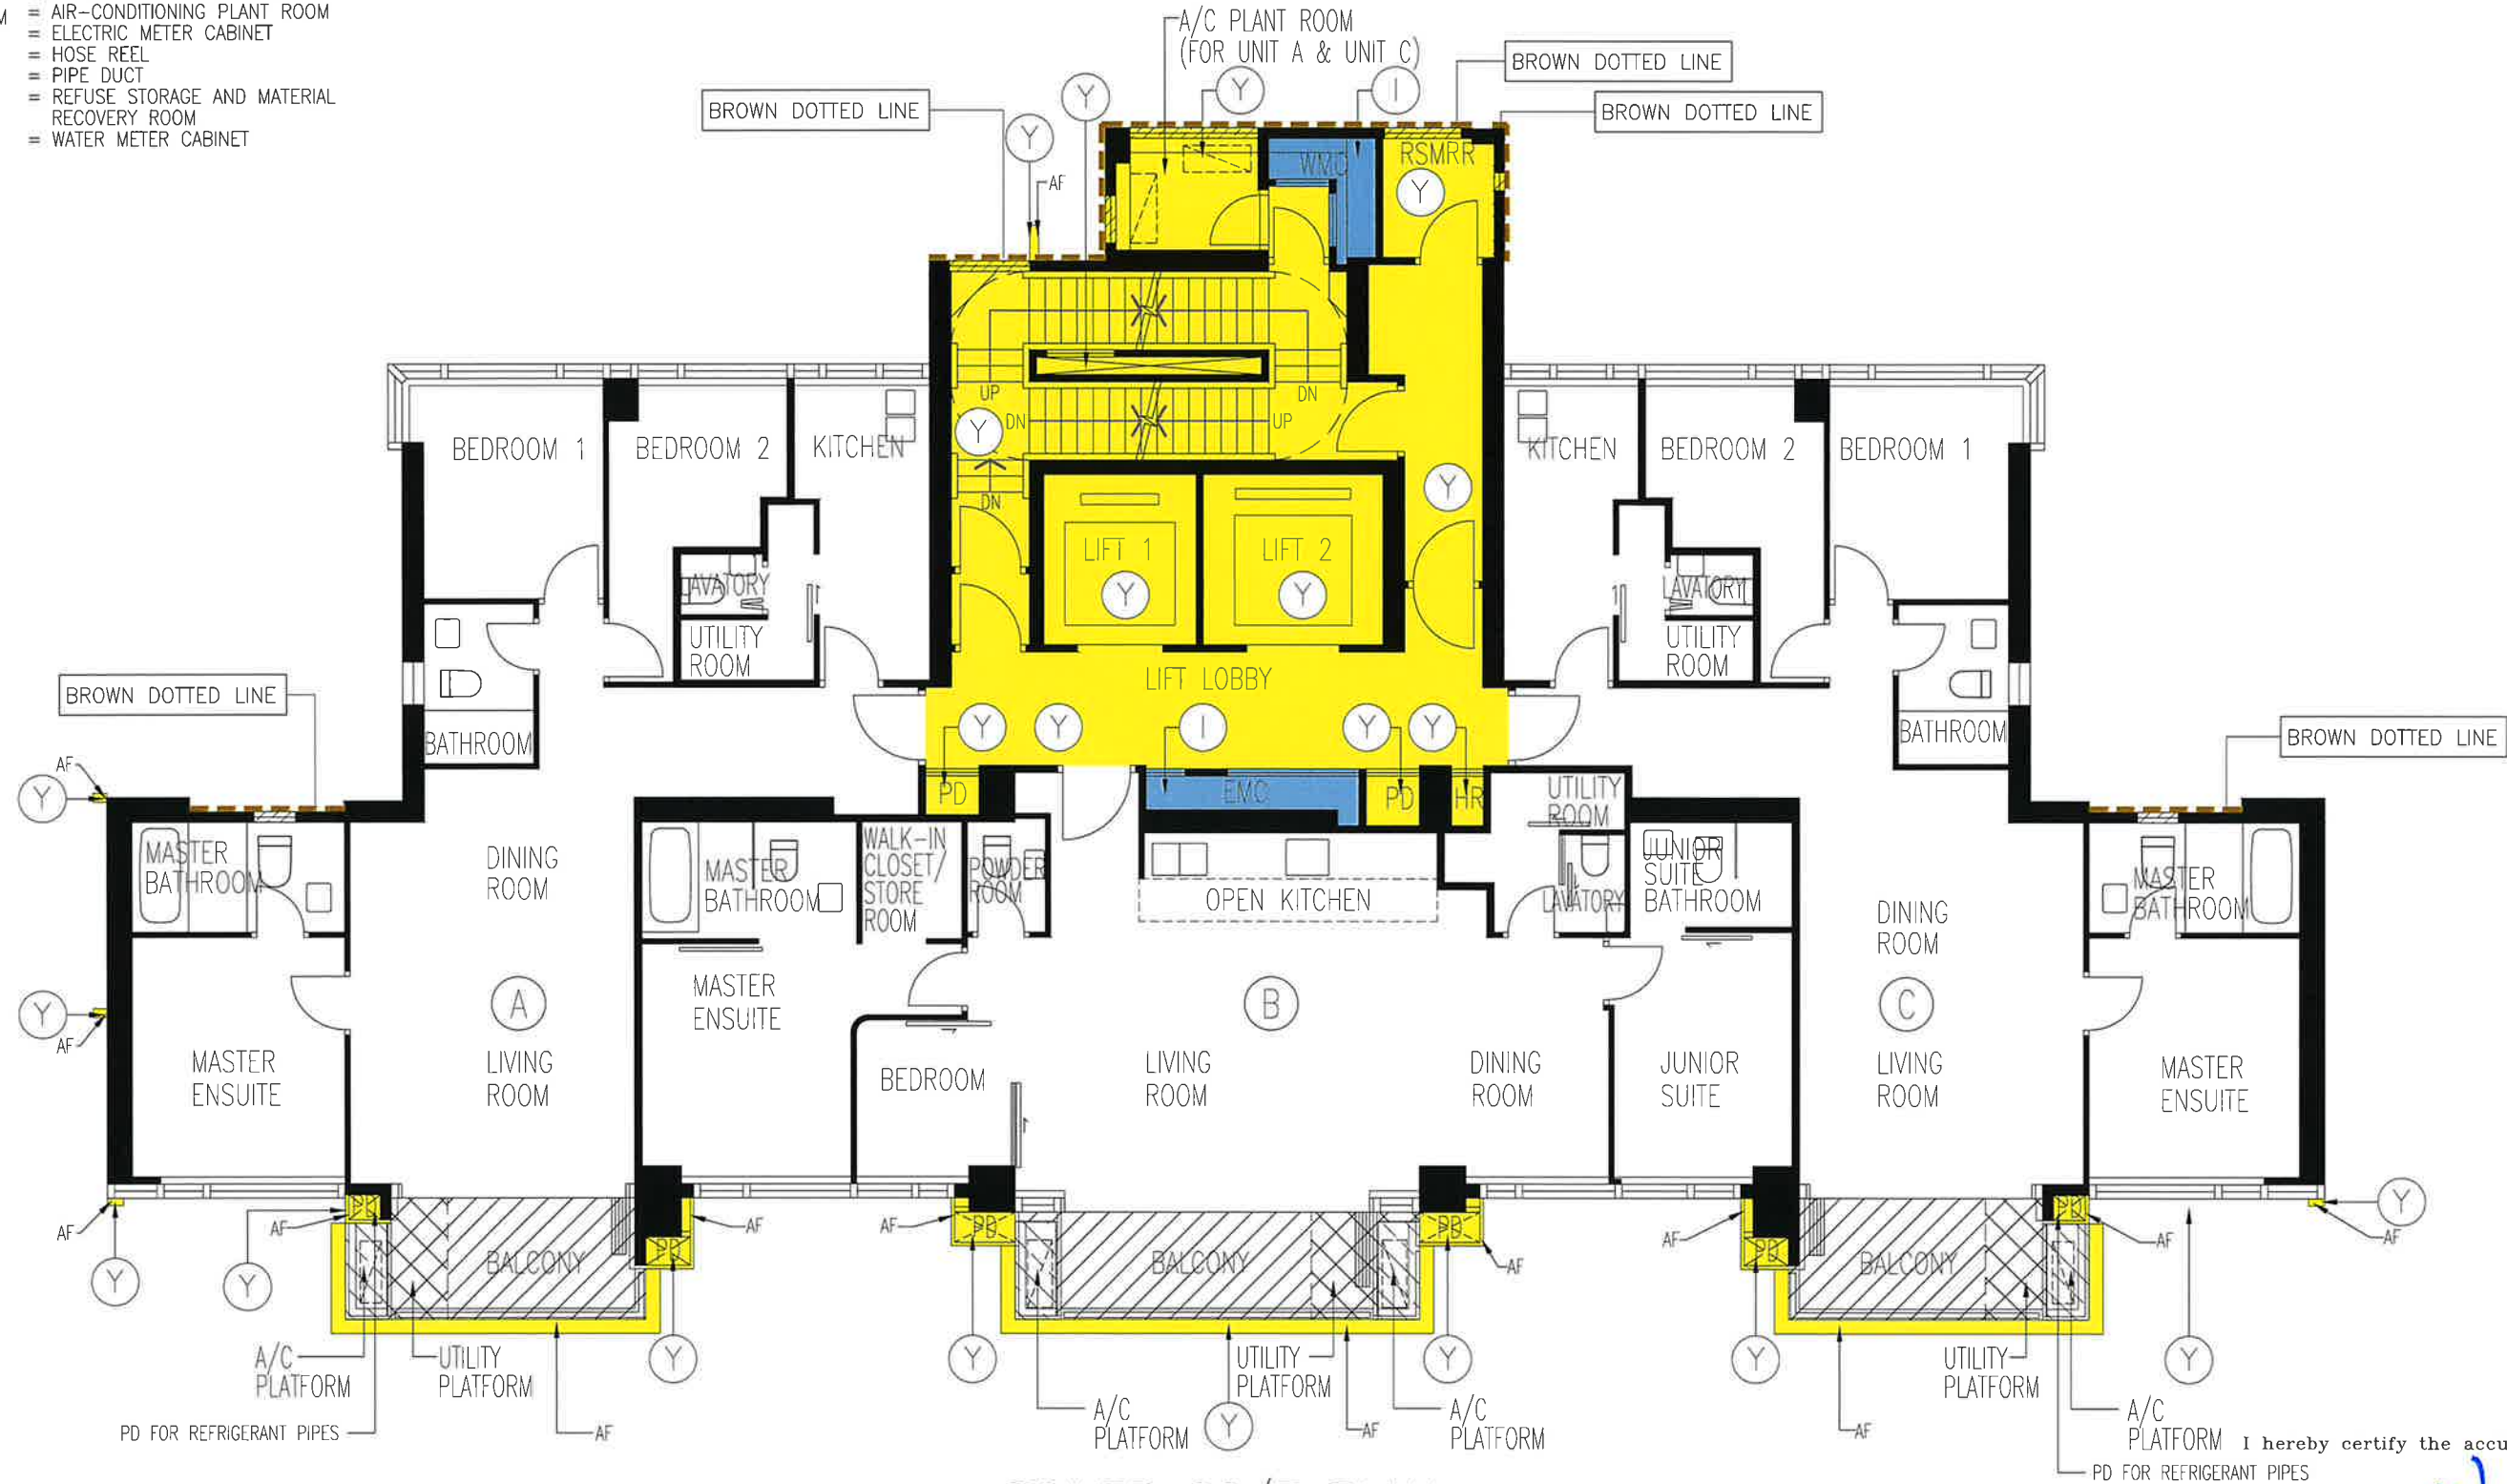 M = AIR-CONDITIONING PLANT ROOM
= ELECTRIC METER CABINET
= HOSE REEL
= PIPE DUCT
= REFUSE STORAGE AND MATERIAL
RECOVERY ROOM
= WATER METER CABINET
A/C PLANT ROOM
(FOR UNIT A & UNIT C)
BROWN DOTTED LINE
BROWN DOTTED LINE
BROWN DOTTED LINE
Y
Y
Y
I
AF
WMC
RSMRR
Y
UP
DN
DN
UP
Y
DN
Y
BEDROOM 1
BEDROOM 2
KITCHEN
KITCHEN
BEDROOM 2
BEDROOM 1
LIFT 1
Y
LIFT 2
Y
LAVATORY
UTILITY
ROOM
LAVATORY
UTILITY
ROOM
LIFT LOBBY
BROWN DOTTED LINE
BATHROOM
BATHROOM
BROWN DOTTED LINE
Y
Y
I
Y
Y
AF
Y
PD
EMC
PD
HR
UTILITY
ROOM
MASTER
BATHROOM
DINING
ROOM
MASTER
BATHROOM
WALK-IN
CLOSET/
STORE
ROOM
POWDER
ROOM
OPEN KITCHEN
LAVATORY
JUNIOR
SUITE
BATHROOM
DINING
ROOM
MASTER
BATHROOM
Y
AF
A
MASTER
ENSUITE
B
C
MASTER
ENSUITE
LIVING
ROOM
BEDROOM
LIVING
ROOM
DINING
ROOM
JUNIOR
SUITE
LIVING
ROOM
MASTER
ENSUITE
AF
Y
Y
AF
PD
BALCONY
PD
AF
Y
AF
PD
Y
BALCONY
PD
AF
Y
AF
PD
Y
BALCONY
PD
AF
Y
Y
AF
A/C
PLATFORM
UTILITY
PLATFORM
UTILITY
PLATFORM
UTILITY
PLATFORM
A/C
PLATFORM
Y
A/C
PLATFORM
A/C
PLATFORM
PD FOR REFRIGERANT PIPES
AF
AF
AF
I hereby certify the accu
PD FOR REFRIGERANT PIPES